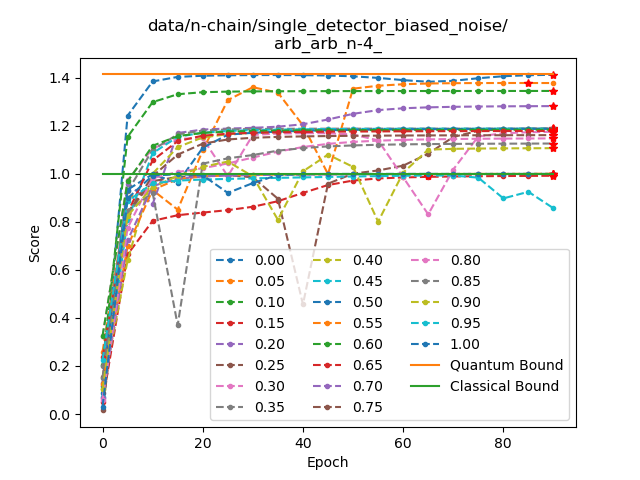 data/n-chain/single_detector_biased_noise/
arb_arb_n-4_
Score
1.4
1.2
1.0
0.8
0.6
0.4
0.2
0.0
0.00 0.40 0.80
0.05 0.45 0.85
0.10 0.50 0.90
0.15 0.55 0.95
0.20 0.60 1.00
0.25 0.65 Quantum Bound
0.30 0.70 Classical Bound
0.35 0.75
0 20 40 60 80
Epoch